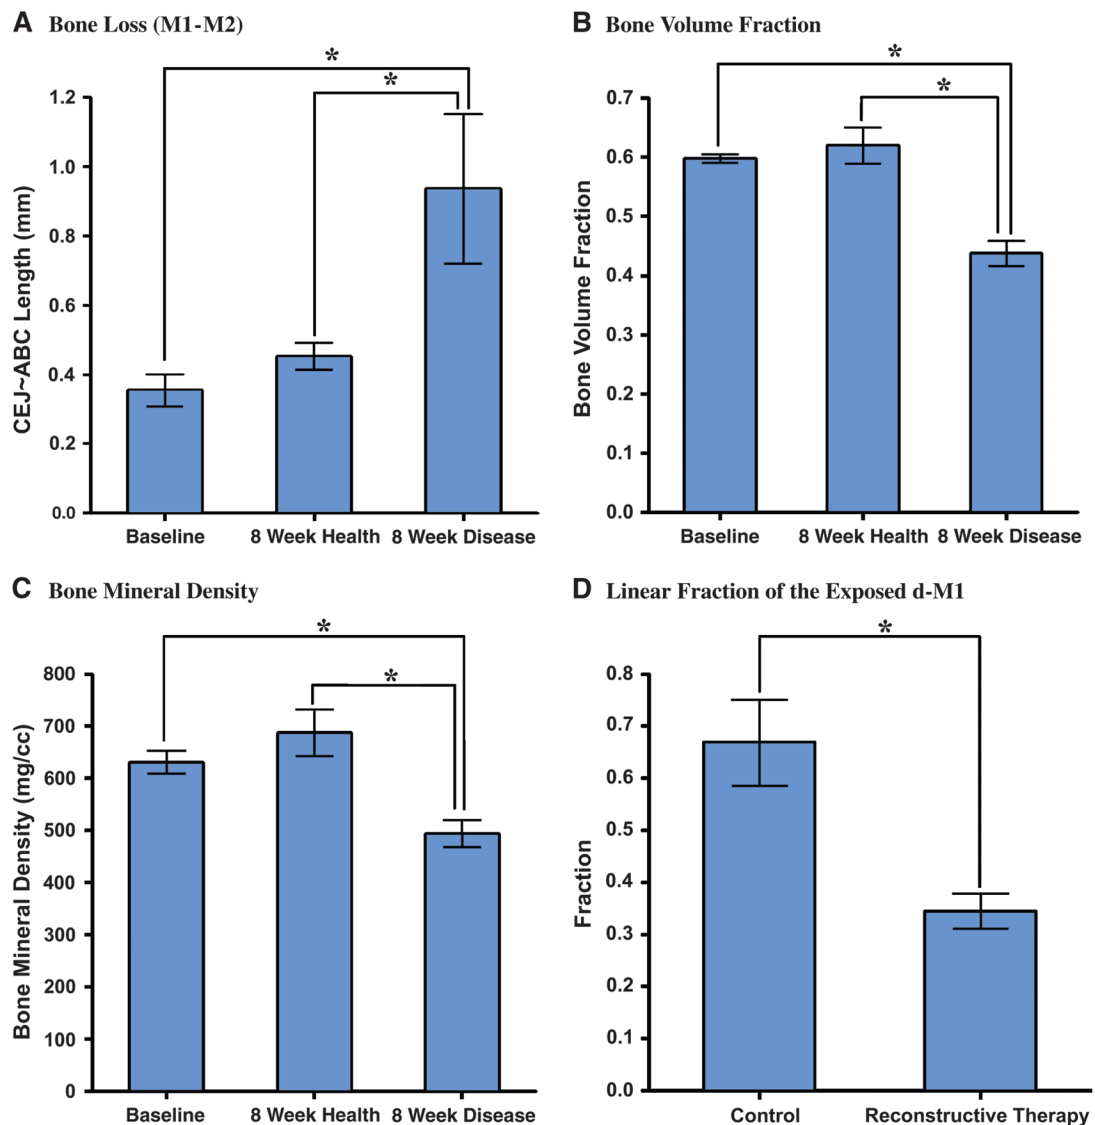 A Bone Loss (M1-M2)
*
*
1.2
1.0
0.8
0.6
0.4
0.2
0.0
CEJ~ABC Length (mm)
Baseline
8 Week Health
8 Week Disease
B Bone Volume Fraction
*
*
0.7
0.6
0.5
0.4
0.3
0.2
0.1
0.0
Bone Volume Fraction
Baseline
8 Week Health
8 Week Disease
C Bone Mineral Density
*
*
800
700
600
500
400
300
200
100
0
Bone Mineral Density (mg/cc)
Baseline
8 Week Health
8 Week Disease
D Linear Fraction of the Exposed d-M1
*
0.8
0.7
0.6
0.5
0.4
0.3
0.2
0.1
0.0
Fraction
Control
Reconstructive Therapy